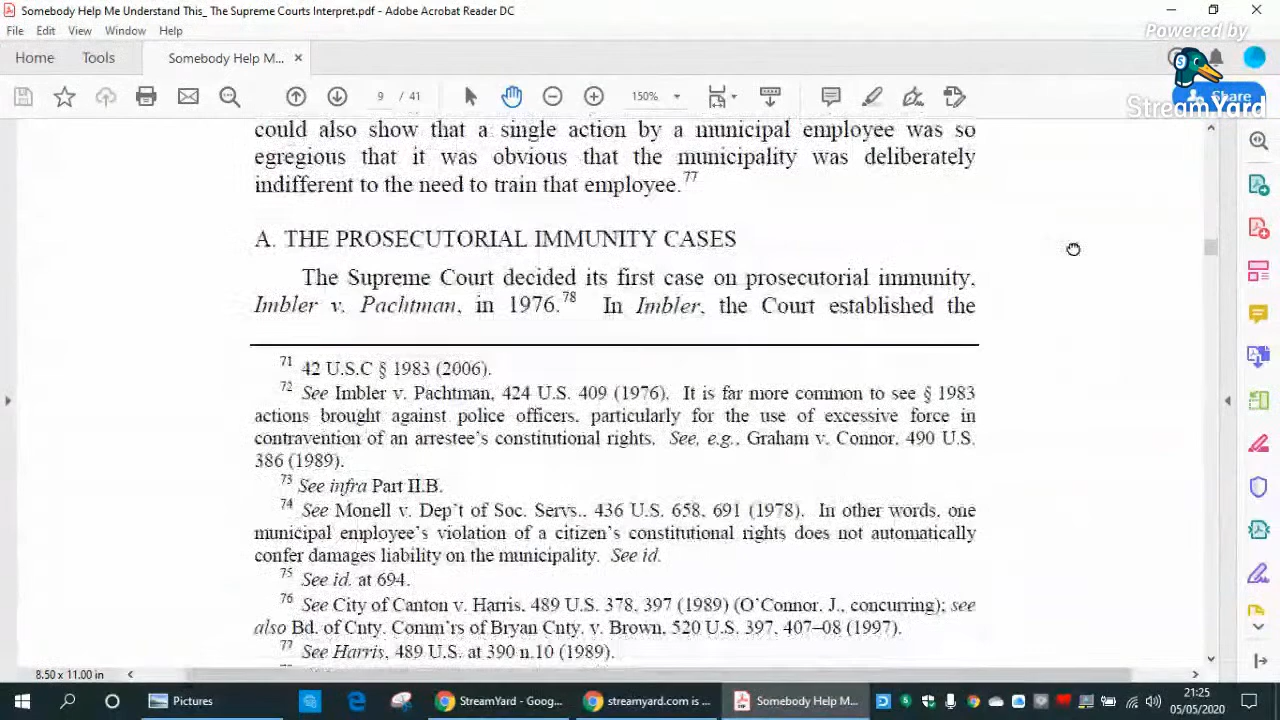 Somebody Help Me Understand This_ The Supreme Courts Interpret.pdf - Adobe Acrobat Reader DC
Powered by
File Edit View Window Help
Home Tools Somebody Help M... ×
StreamYard
Share
9 / 41 150%
could also show that a single action by a municipal employee was so
egregious that it was obvious that the municipality was deliberately
indifferent to the need to train that employee.77
A. THE PROSECUTORIAL IMMUNITY CASES
The Supreme Court decided its first case on prosecutorial immunity,
Imbler v. Pachtman, in 1976.78 In Imbler, the Court established the
71 42 U.S.C § 1983 (2006).
72 See Imbler v. Pachtman, 424 U.S. 409 (1976). It is far more common to see § 1983
actions brought against police officers, particularly for the use of excessive force in
contravention of an arrestee's constitutional rights. See, e.g., Graham v. Connor, 490 U.S.
386 (1989).
73 See infra Part II.B.
74 See Monell v. Dep't of Soc. Servs., 436 U.S. 658, 691 (1978). In other words, one
municipal employee's violation of a citizen's constitutional rights does not automatically
confer damages liability on the municipality. See id.
75 See id. at 694.
76 See City of Canton v. Harris, 489 U.S. 378, 397 (1989) (O'Connor, J., concurring); see
also Bd. of Cnty. Comm'rs of Bryan Cnty. v. Brown, 520 U.S. 397, 407–08 (1997).
77 See Harris, 489 U.S. at 390 n.10 (1989).
8.50 x 11.00 in
Pictures StreamYard - Goog... streamyard.com is ... Somebody Help M...
21:25
05/05/2020